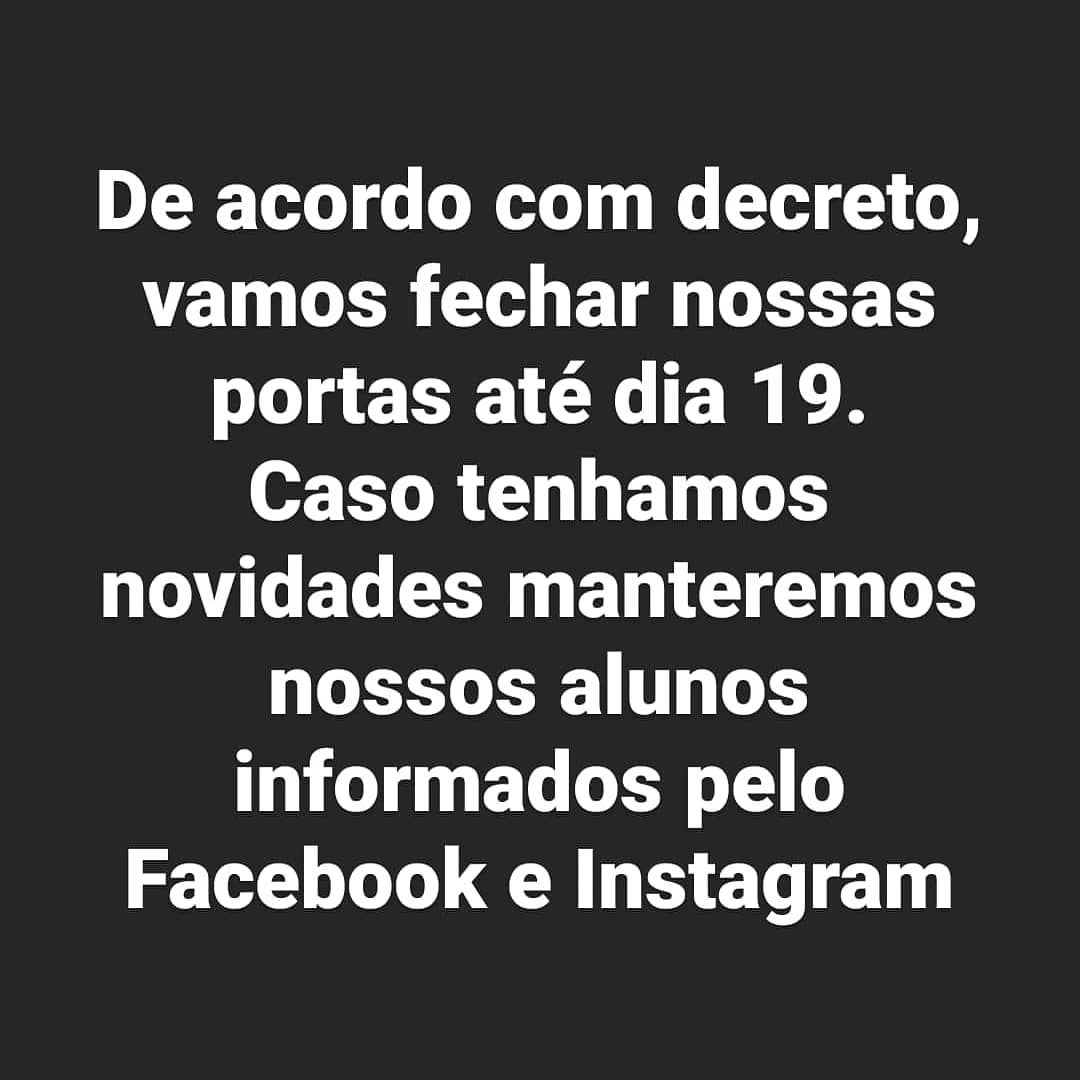 De acordo com decreto,
vamos fechar nossas
portas até dia 19.
Caso tenhamos
novidades manteremos
nossos alunos
informados pelo
Facebook e Instagram